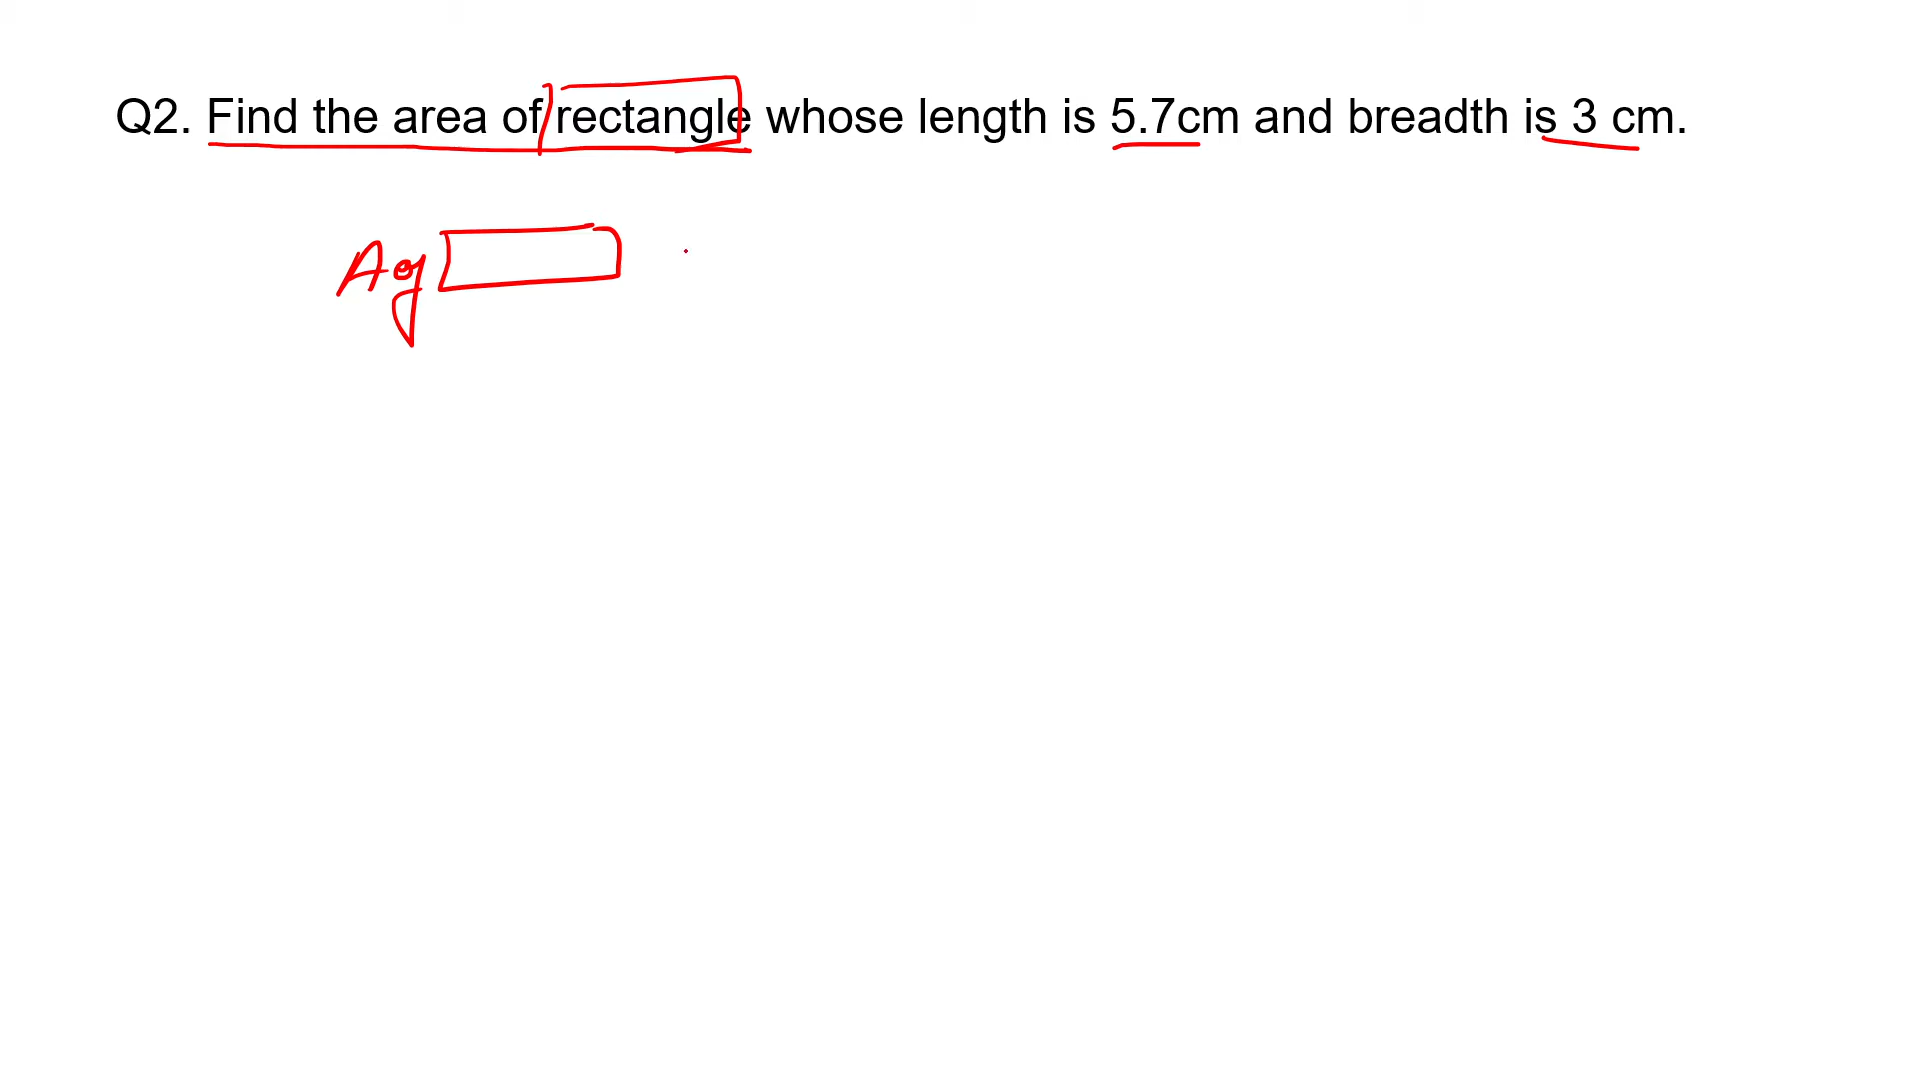 Q2. Find the area of rectangle whose length is 5.7cm and breadth is 3 cm.
A of